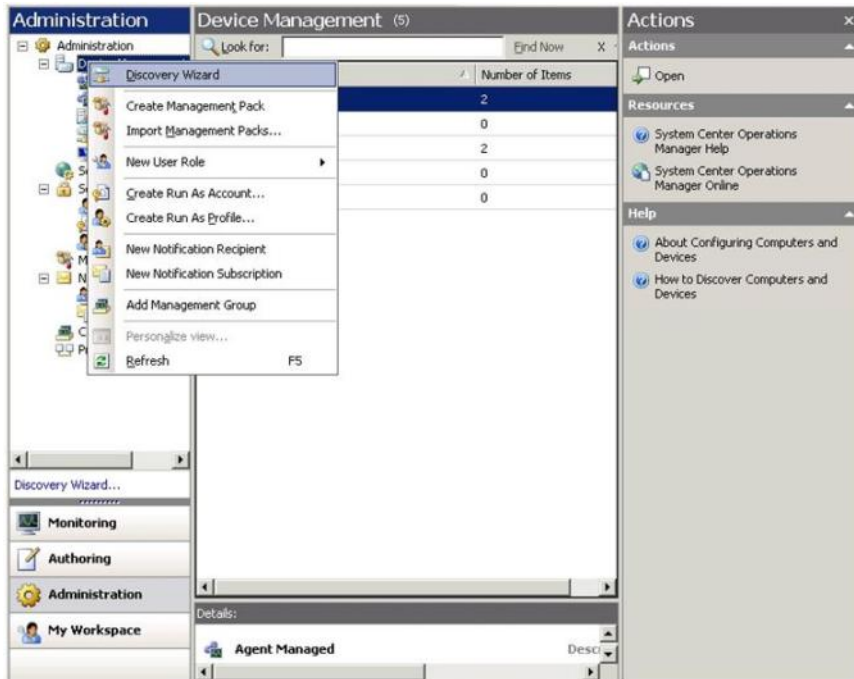 Administration
Administration
Discovery Wizard
Create Management Pack
Import Management Packs...
New User Role
Create Run As Account...
Create Run As Profile...
New Notification Recipient
New Notification Subscription
Add Management Group
Personalize view...
Refresh F5
Discovery Wizard...
Monitoring
Authoring
Administration
My Workspace
Device Management (5)
Look for:
Find Now
X
Number of Items
2
0
2
0
0
Details:
Agent Managed
Actions
Actions
Open
Resources
System Center Operations
Manager Help
System Center Operations
Manager Online
Help
About Configuring Computers and
Devices
How to Discover Computers and
Devices